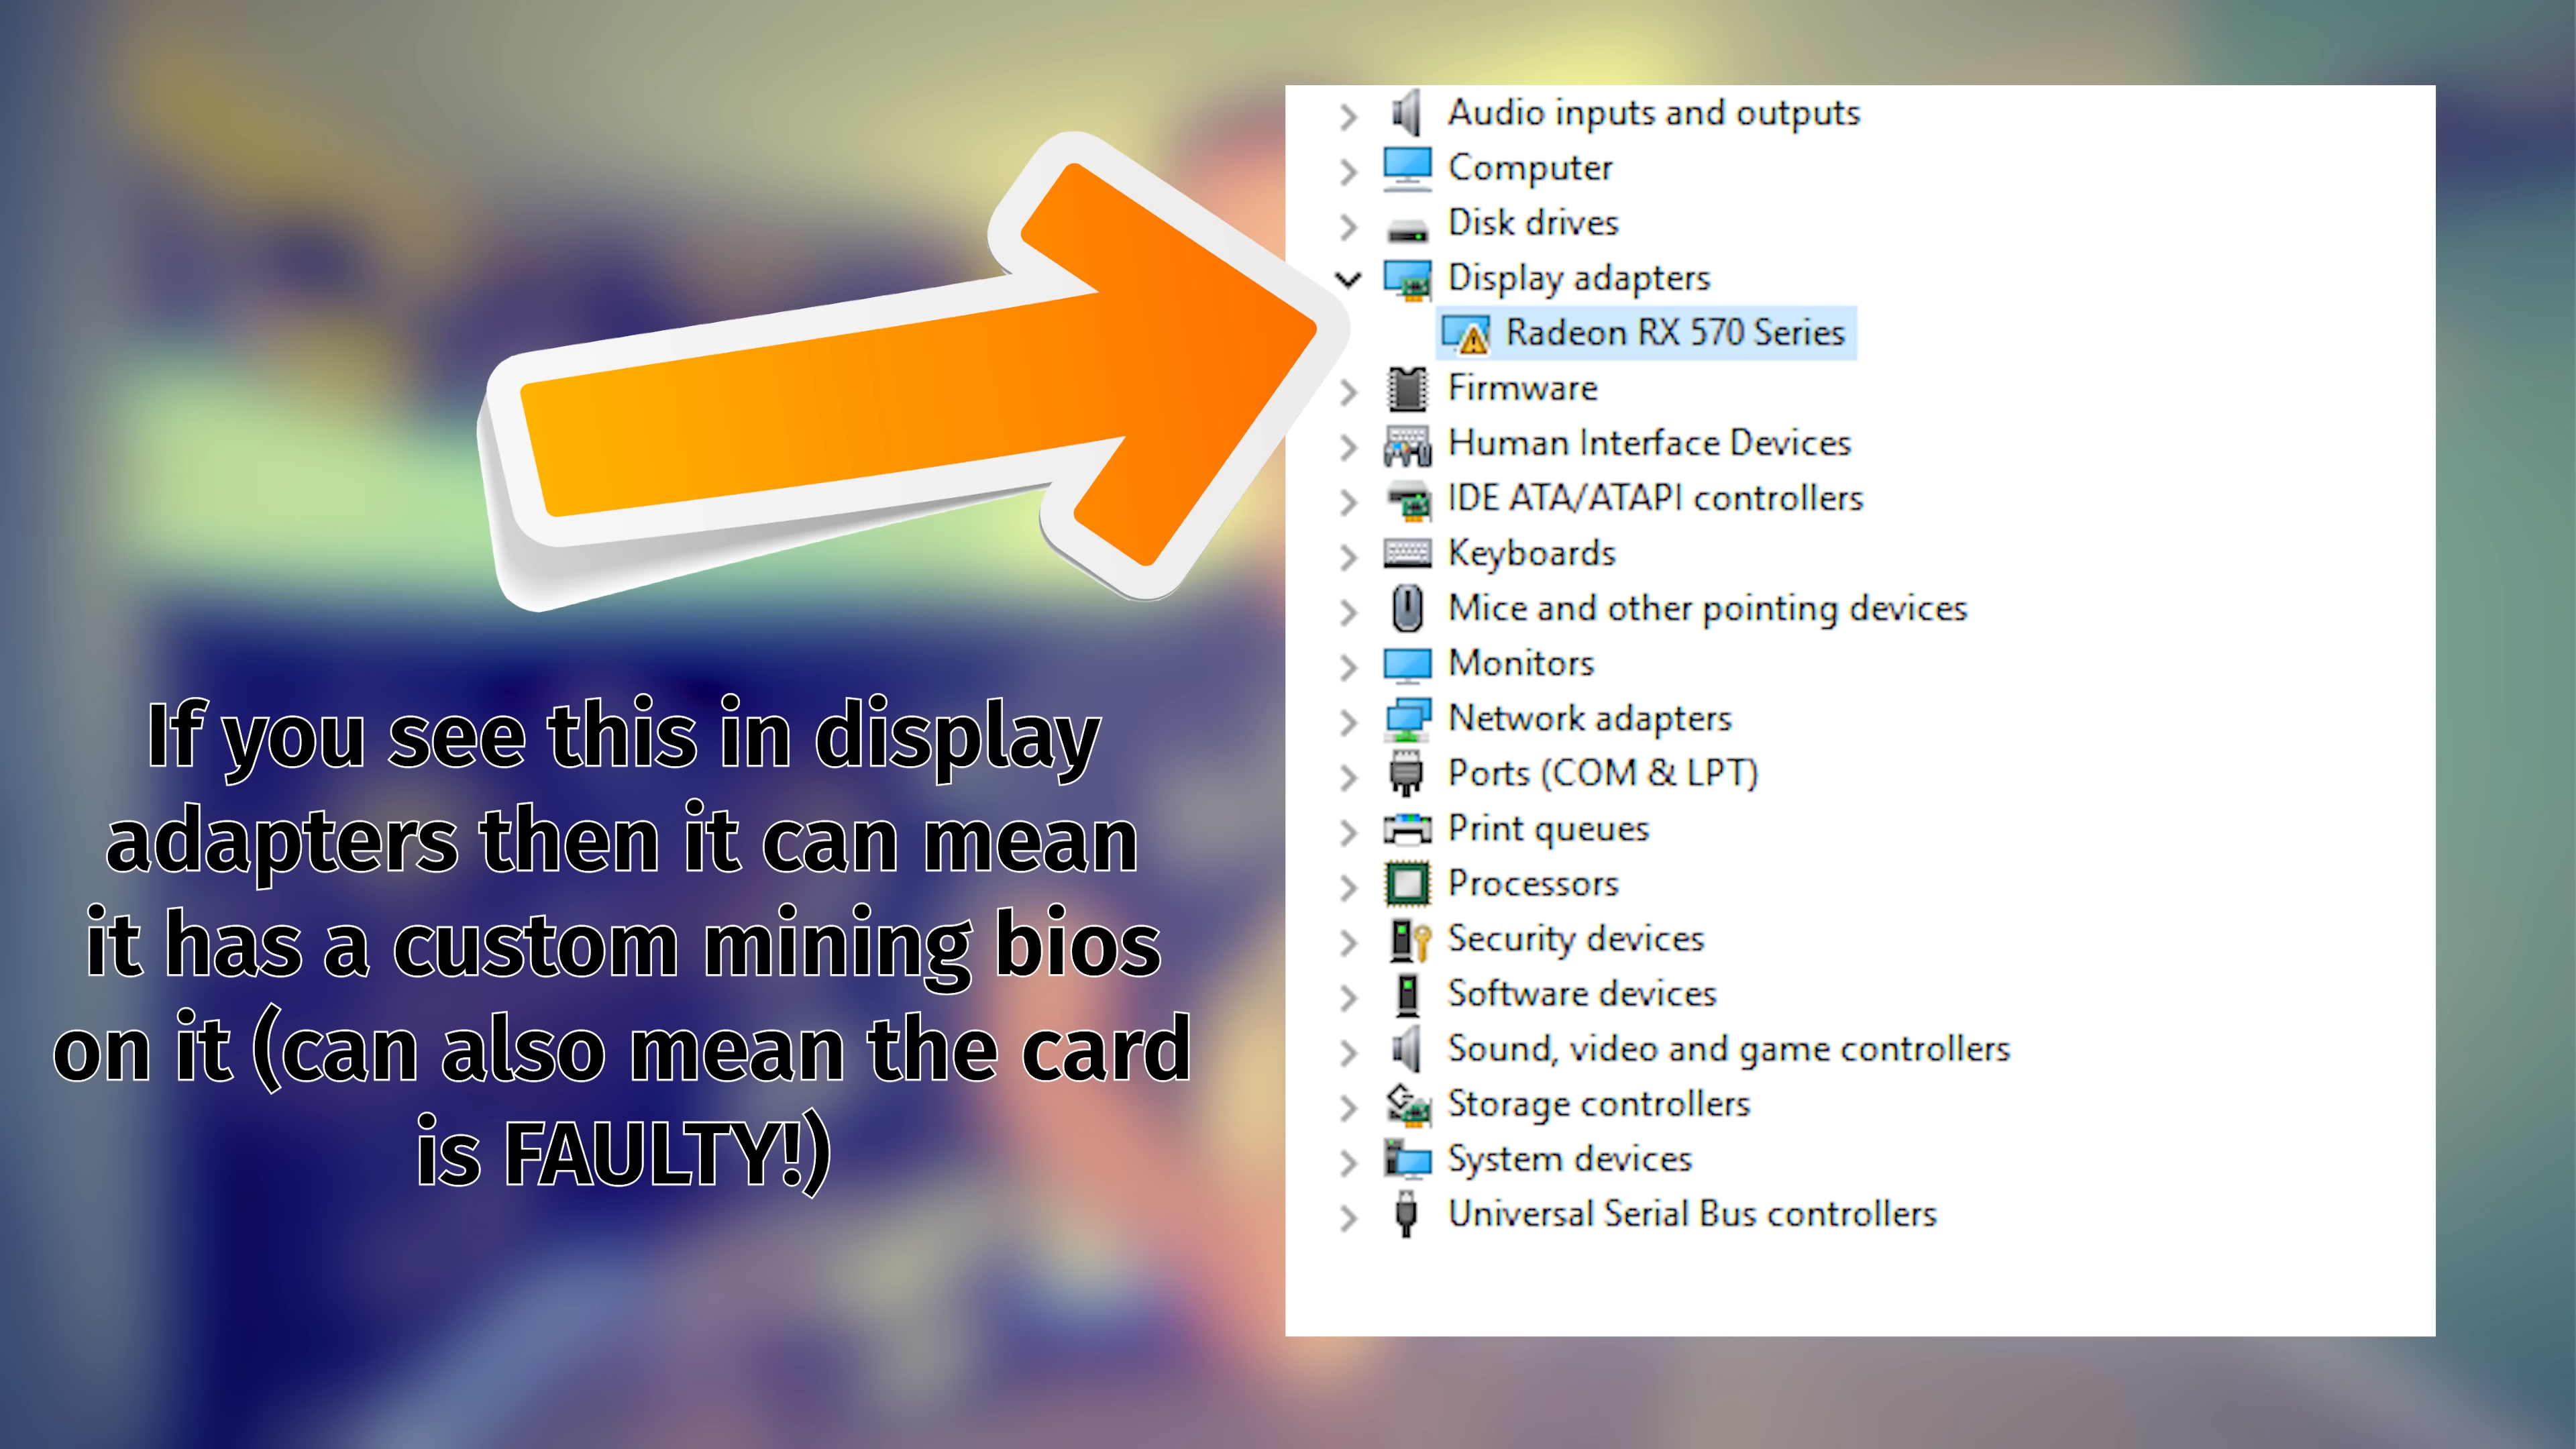 If you see this in display
adapters then it can mean
it has a custom mining bios
on it (can also mean the card
is FAULTY!)
Audio inputs and outputs
Computer
Disk drives
Display adapters
Radeon RX 570 Series
Firmware
Human Interface Devices
IDE ATA/ATAPI controllers
Keyboards
Mice and other pointing devices
Monitors
Network adapters
Ports (COM & LPT)
Print queues
Processors
Security devices
Software devices
Sound, video and game controllers
Storage controllers
System devices
Universal Serial Bus controllers